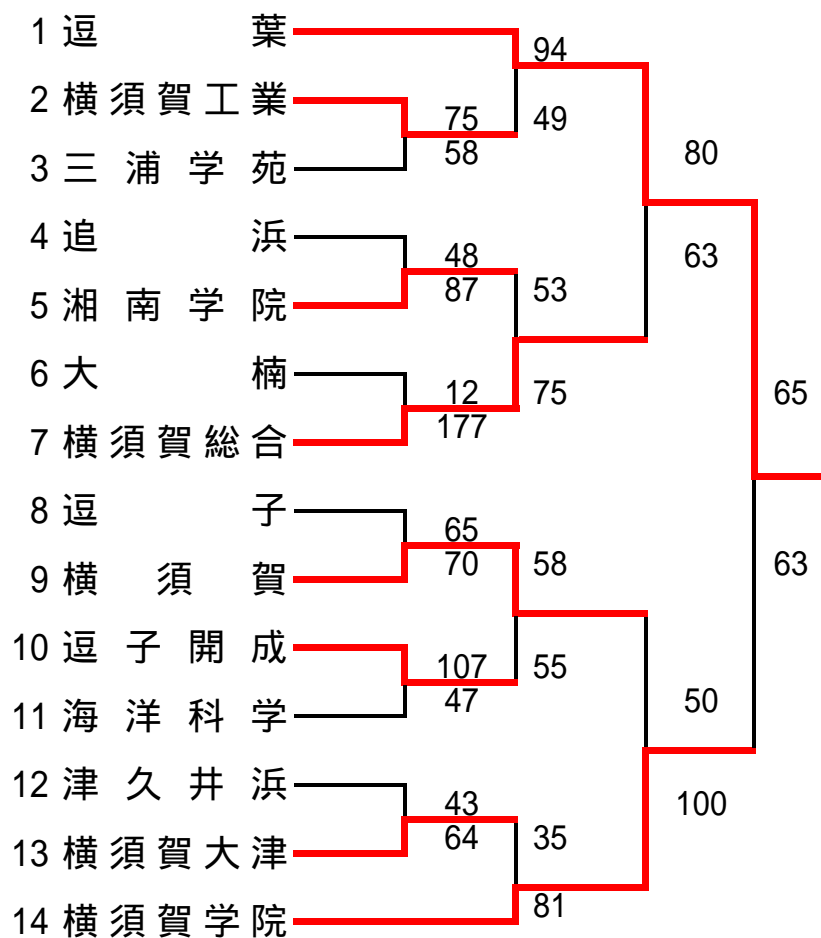 1 逗葉
94
2 横須賀工業
75
49
58
80
3 三浦学苑
4 追浜
48
63
87
53
5 湘南学院
6 大楠
12
75
65
177
7 横須賀総合
8 逗子
65
70
58
63
9 横須賀
10 逗子開成
107
55
47
50
11 海洋科学
12 津久井浜
43
100
64
35
13 横須賀大津
81
14 横須賀学院